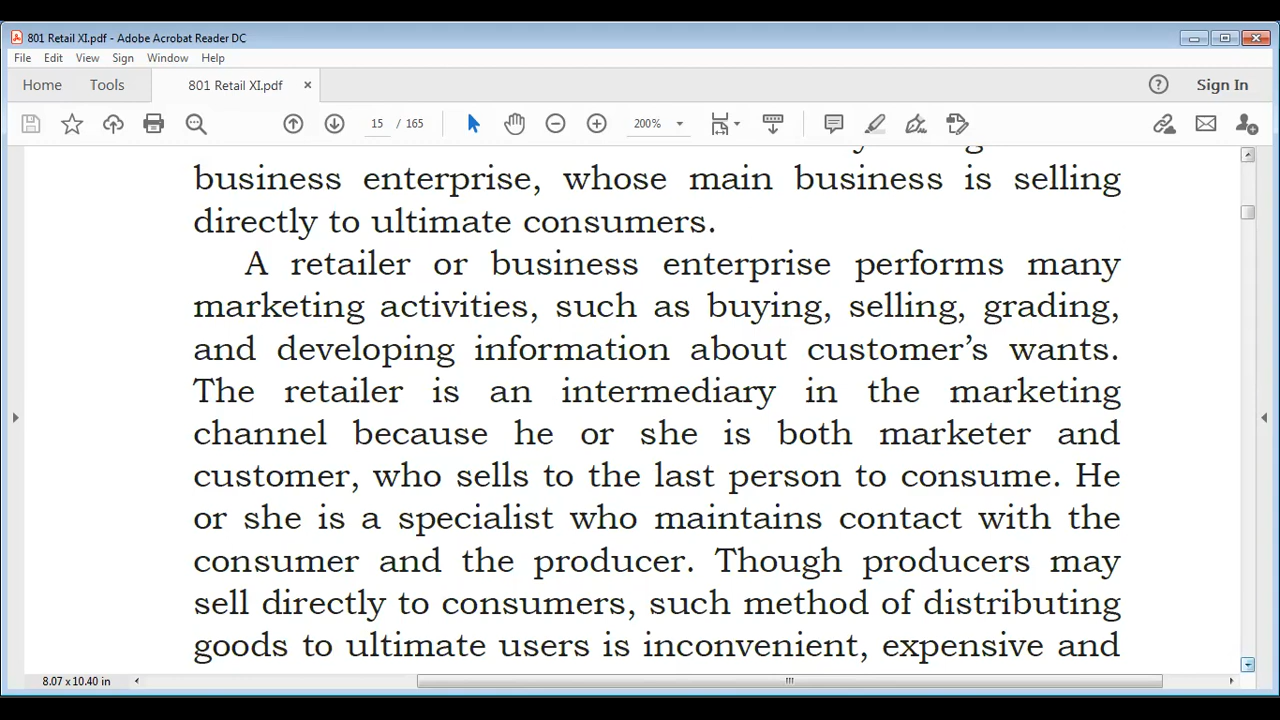 801 Retail XI.pdf - Adobe Acrobat Reader DC
File Edit View Sign Window Help
Home Tools 801 Retail XI.pdf × Sign In
15 / 165 200%
business enterprise, whose main business is selling
directly to ultimate consumers.
A retailer or business enterprise performs many
marketing activities, such as buying, selling, grading,
and developing information about customer’s wants.
The retailer is an intermediary in the marketing
channel because he or she is both marketer and
customer, who sells to the last person to consume. He
or she is a specialist who maintains contact with the
consumer and the producer. Though producers may
sell directly to consumers, such method of distributing
goods to ultimate users is inconvenient, expensive and
8.07 x 10.40 in